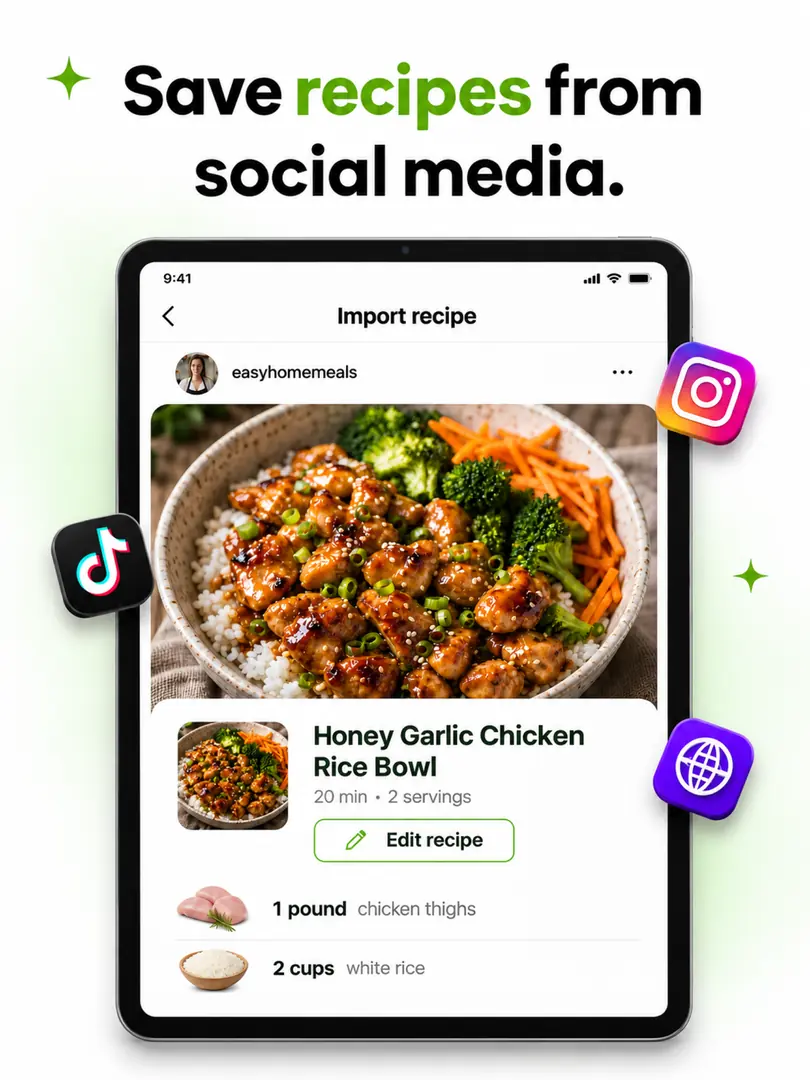 Save recipes from
social media.
9:41
Import recipe
easyhomemeals
Honey Garlic Chicken
Rice Bowl
20 min • 2 servings
Edit recipe
1 pound chicken thighs
2 cups white rice